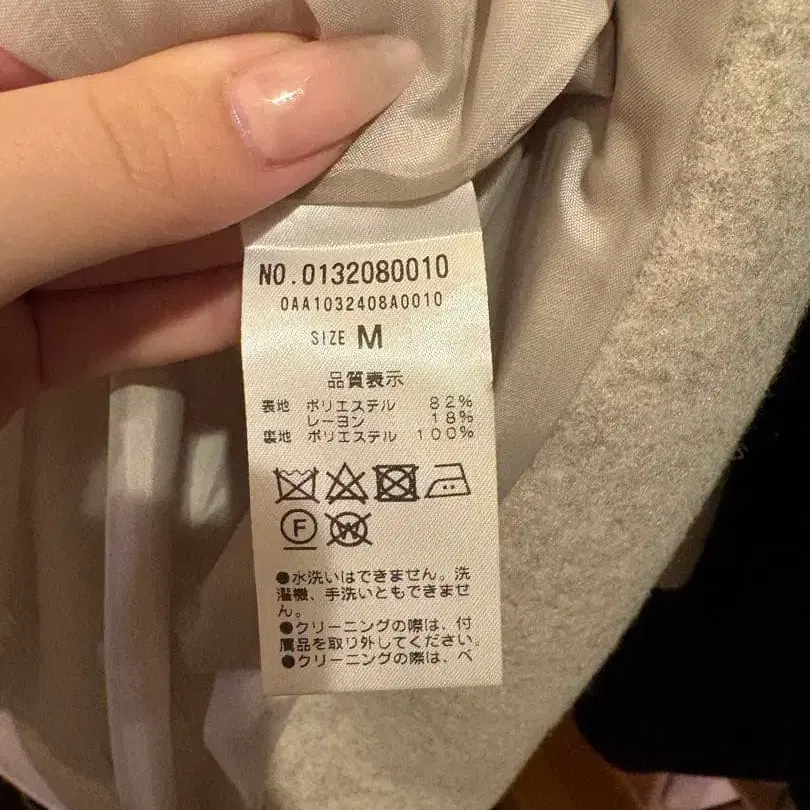 NO.0132080010
0AA1032408A0010
SIZE M
品質表示
表地 ポリエステル 82%
レーヨン 18%
裏地 ポリエステル 100%
F
W
●水洗いはできません。洗
濯機、手洗いともできませ
ん。
●クリーニングの際は、付
属品を取り外してください。
●クリーニングの際は、ベ